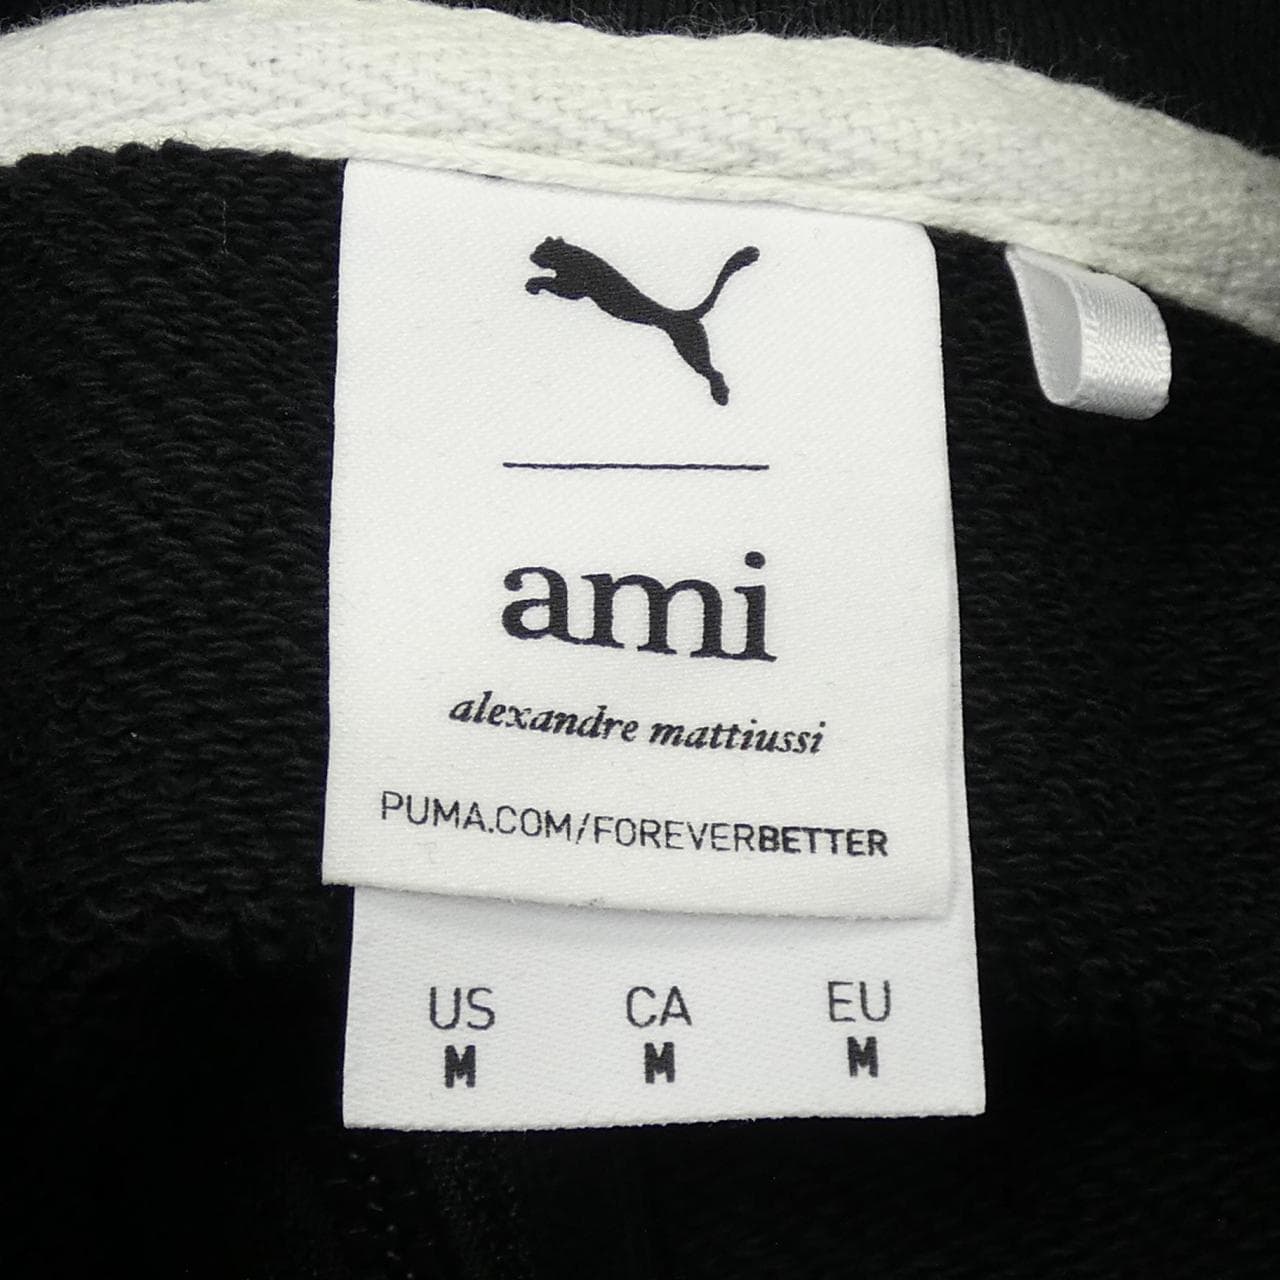 ami
alexandre mattiussi
PUMA.COM/FOREVERBETTER
US CA EU
M M M